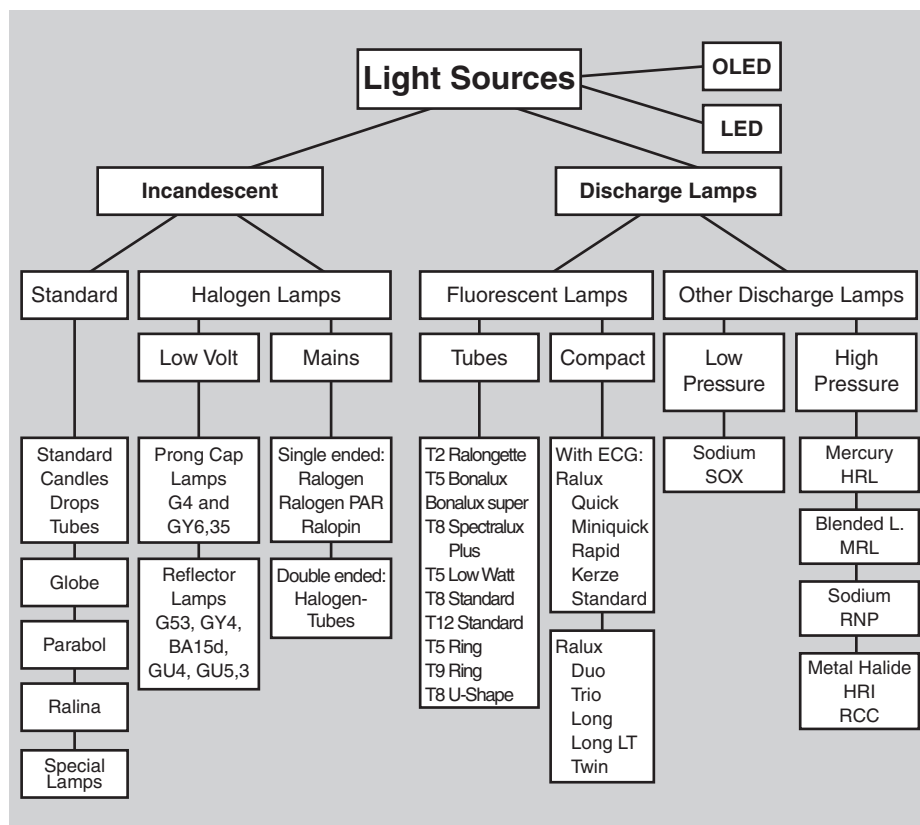 Light Sources
OLED
LED
Incandescent
Discharge Lamps
Standard
Halogen Lamps
Fluorescent Lamps
Other Discharge Lamps
Low Volt
Mains
Tubes
Compact
Low
Pressure
High
Pressure
Standard
Candles
Drops
Tubes
Globe
Parabol
Ralina
Special
Lamps
Prong Cap
Lamps
G4 and
GY6,35
Reflector
Lamps
G53, GY4,
BA15d,
GU4, GU5,3
Single ended:
Ralogen
Ralogen PAR
Ralopin
Double ended:
Halogen-
Tubes
T2 Ralongette
T5 Bonalux
Bonalux super
T8 Spectralux
Plus
T5 Low Watt
T8 Standard
T12 Standard
T5 Ring
T9 Ring
T8 U-Shape
With ECG:
Ralux
Quick
Miniquick
Rapid
Kerze
Standard
Ralux
Duo
Trio
Long
Long LT
Twin
Sodium
SOX
Mercury
HRL
Blended L.
MRL
Sodium
RNP
Metal Halide
HRI
RCC